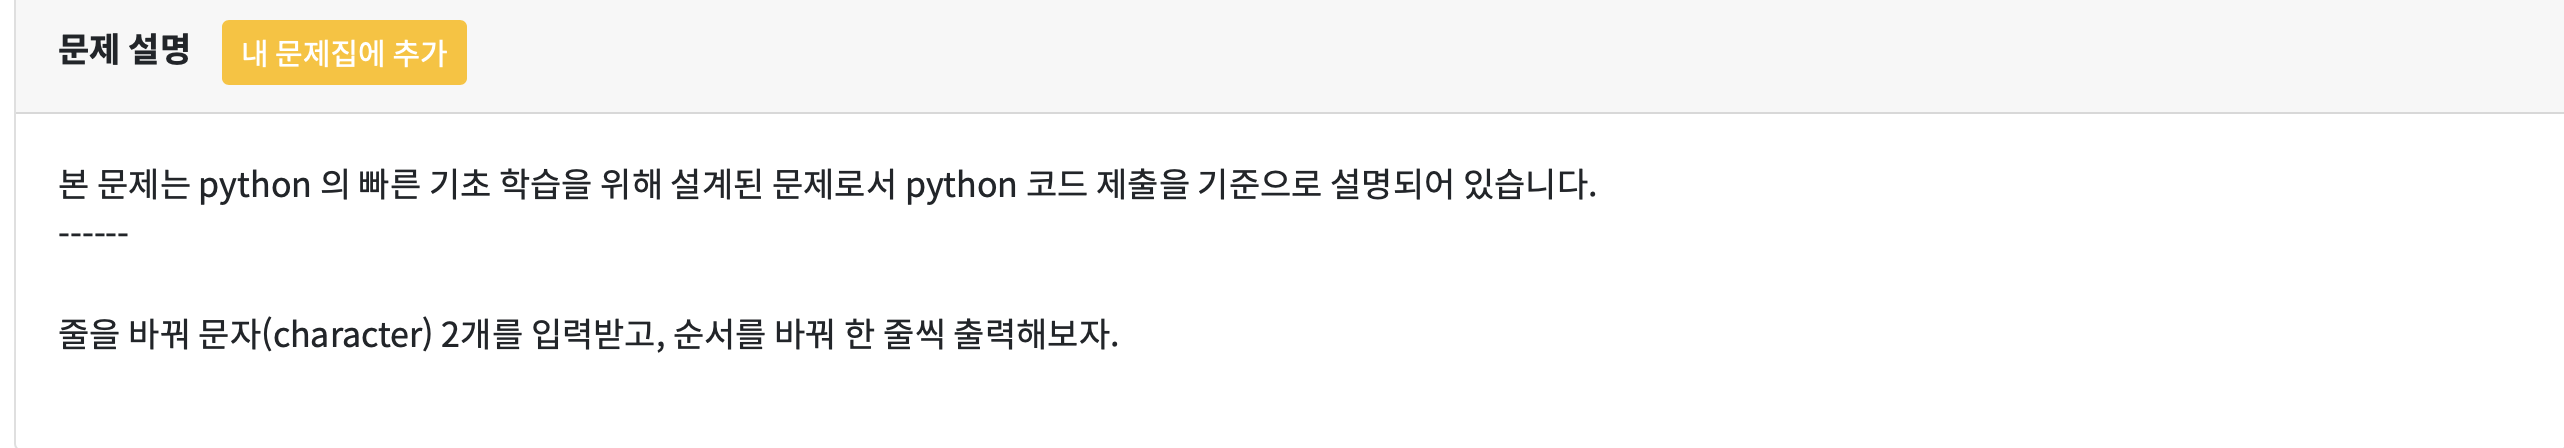 문제 설명
내 문제집에 추가
본 문제는 python 의 빠른 기초 학습을 위해 설계된 문제로서 python 코드 제출을 기준으로 설명되어 있습니다.
------
줄을 바꿔 문자(character) 2개를 입력받고, 순서를 바꿔 한 줄씩 출력해보자.